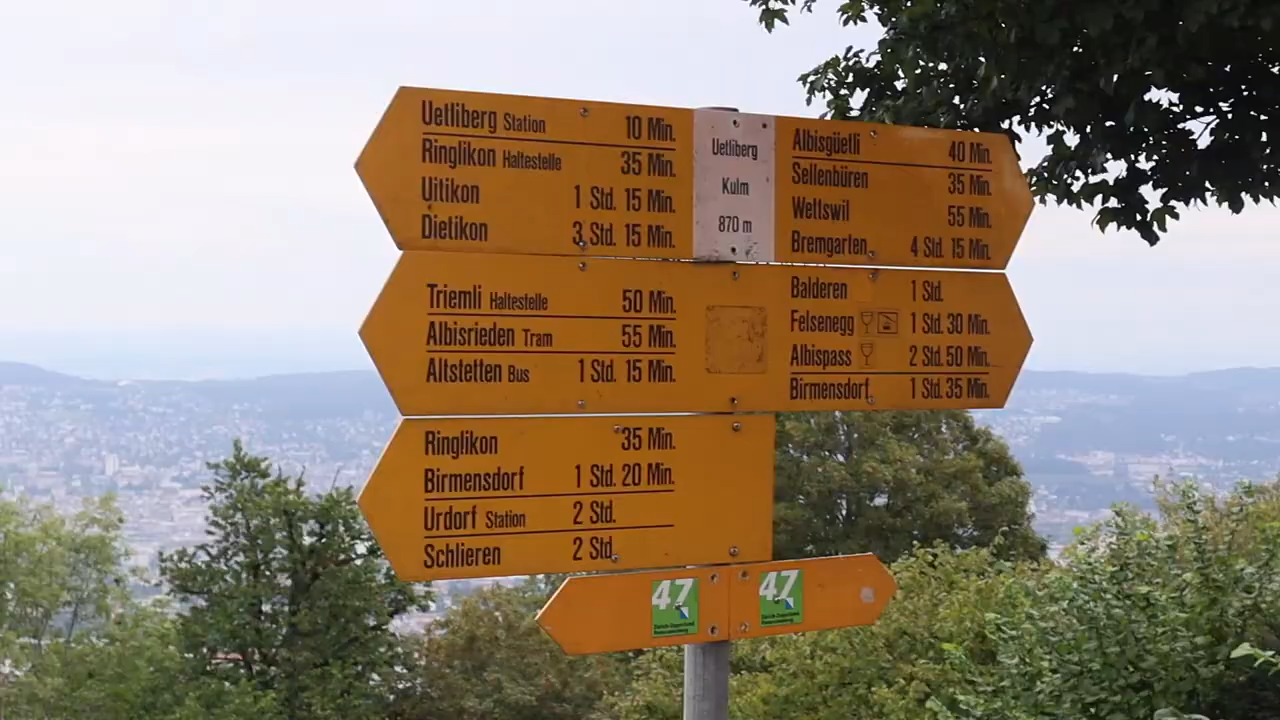 Uetliberg Station 10 Min.
Ringlikon Haltestelle 35 Min.
Uitikon 1 Std. 15 Min.
Dietikon 3 Std. 15 Min.
Uetliberg
Kulm
870 m
Albisgüetli 40 Min.
Sellenbüren 35 Min.
Wettswil 55 Min.
Bremgarten 4 Std. 15 Min.
Triemli Haltestelle 50 Min.
Albisrieden Tram 55 Min.
Altstetten Bus 1 Std. 15 Min.
Balderen 1 Std.
Felsenegg 1 Std. 30 Min.
Albispass 2 Std. 50 Min.
Birmensdorf 1 Std. 35 Min.
Ringlikon 35 Min.
Birmensdorf 1 Std. 20 Min.
Urdorf Station 2 Std.
Schlieren 2 Std.
47
47